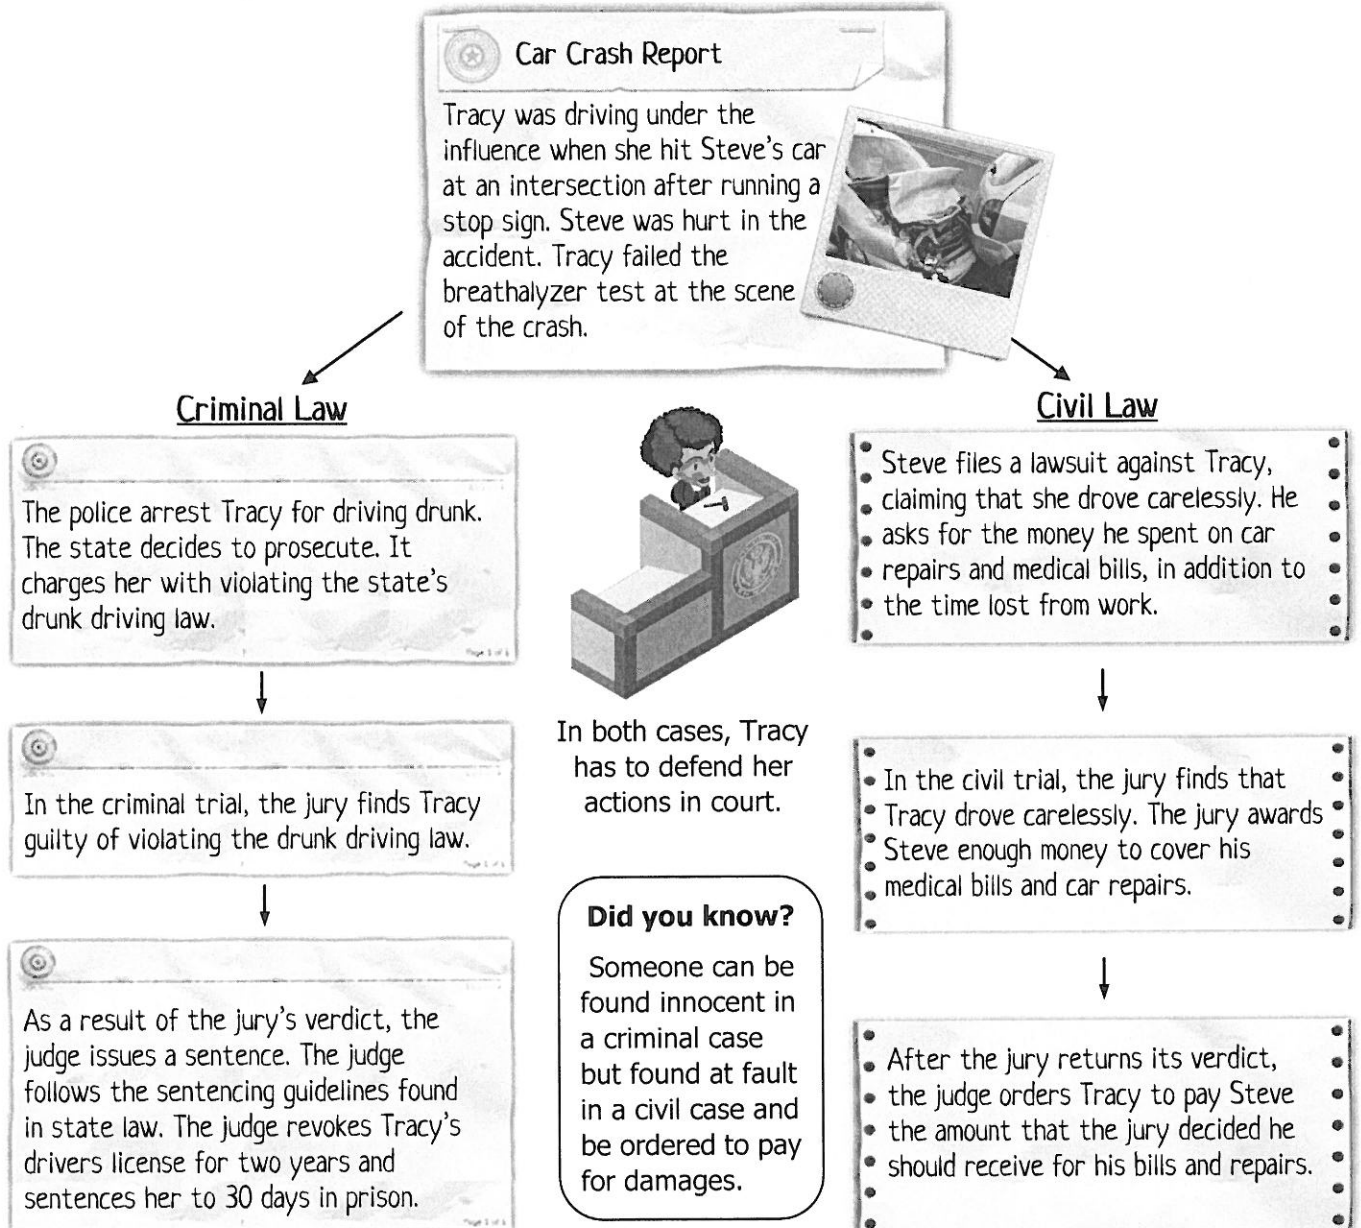 Car Crash Report
Tracy was driving under the
influence when she hit Steve's car
at an intersection after running a
stop sign. Steve was hurt in the
accident. Tracy failed the
breathalyzer test at the scene
of the crash.
Criminal Law
The police arrest Tracy for driving drunk.
The state decides to prosecute. It
charges her with violating the state's
drunk driving law.
In the criminal trial, the jury finds Tracy
guilty of violating the drunk driving law.
As a result of the jury's verdict, the
judge issues a sentence. The judge
follows the sentencing guidelines found
in state law. The judge revokes Tracy's
drivers license for two years and
sentences her to 30 days in prison.
In both cases, Tracy
has to defend her
actions in court.
Did you know?
Someone can be
found innocent in
a criminal case
but found at fault
in a civil case and
be ordered to pay
for damages.
Civil Law
Steve files a lawsuit against Tracy,
claiming that she drove carelessly. He
asks for the money he spent on car
repairs and medical bills, in addition to
the time lost from work.
In the civil trial, the jury finds that
Tracy drove carelessly. The jury awards
Steve enough money to cover his
medical bills and car repairs.
After the jury returns its verdict,
the judge orders Tracy to pay Steve
the amount that the jury decided he
should receive for his bills and repairs.